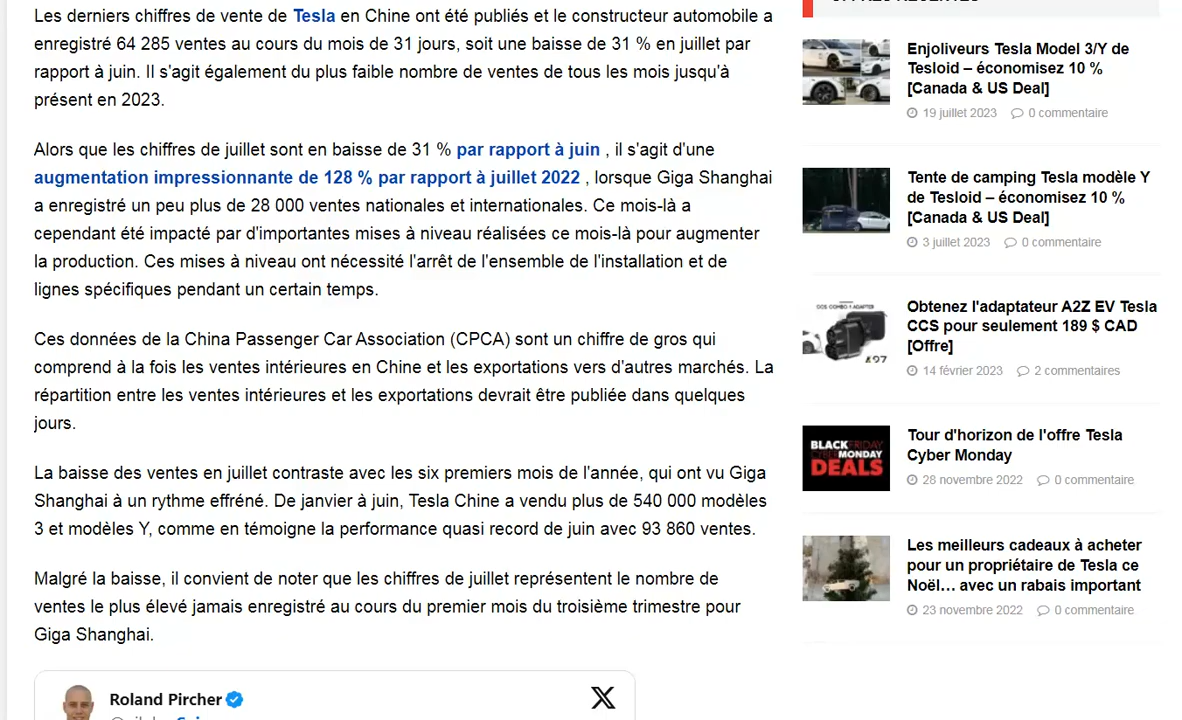 Les derniers chiffres de vente de Tesla en Chine ont été publiés et le constructeur automobile a
enregistré 64 285 ventes au cours du mois de 31 jours, soit une baisse de 31 % en juillet par
rapport à juin. Il s'agit également du plus faible nombre de ventes de tous les mois jusqu'à
présent en 2023.
Alors que les chiffres de juillet sont en baisse de 31 % par rapport à juin , il s'agit d'une
augmentation impressionnante de 128 % par rapport à juillet 2022 , lorsque Giga Shanghai
a enregistré un peu plus de 28 000 ventes nationales et internationales. Ce mois-là a
cependant été impacté par d'importantes mises à niveau réalisées ce mois-là pour augmenter
la production. Ces mises à niveau ont nécessité l'arrêt de l'ensemble de l'installation et de
lignes spécifiques pendant un certain temps.
Ces données de la China Passenger Car Association (CPCA) sont un chiffre de gros qui
comprend à la fois les ventes intérieures en Chine et les exportations vers d'autres marchés. La
répartition entre les ventes intérieures et les exportations devrait être publiée dans quelques
jours.
La baisse des ventes en juillet contraste avec les six premiers mois de l'année, qui ont vu Giga
Shanghai à un rythme effréné. De janvier à juin, Tesla Chine a vendu plus de 540 000 modèles
3 et modèles Y, comme en témoigne la performance quasi record de juin avec 93 860 ventes.
Malgré la baisse, il convient de noter que les chiffres de juillet représentent le nombre de
ventes le plus élevé jamais enregistré au cours du premier mois du troisième trimestre pour
Giga Shanghai.
Roland Pircher
Enjoliveurs Tesla Model 3/Y de
Tesloid – économisez 10 %
[Canada & US Deal]
19 juillet 2023 0 commentaire
Tente de camping Tesla modèle Y
de Tesloid – économisez 10 %
[Canada & US Deal]
3 juillet 2023 0 commentaire
Obtenez l'adaptateur A2Z EV Tesla
CCS pour seulement 189 $ CAD
[Offre]
14 février 2023 2 commentaires
BLACK FRIDAY
CYBER MONDAY
DEALS
Tour d'horizon de l'offre Tesla
Cyber Monday
28 novembre 2022 0 commentaire
Les meilleurs cadeaux à acheter
pour un propriétaire de Tesla ce
Noël… avec un rabais important
23 novembre 2022 0 commentaire